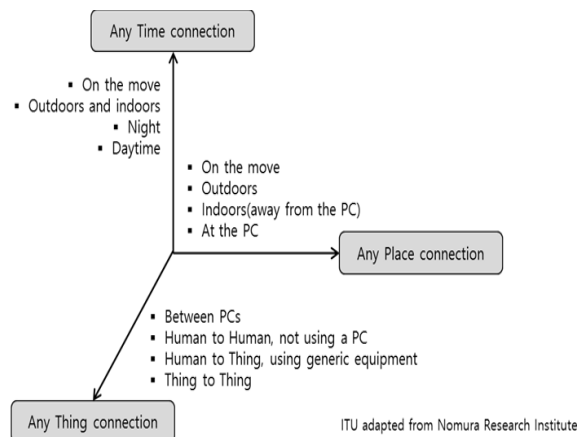 Any Time connection
▪ On the move
▪ Outdoors and indoors
▪ Night
▪ Daytime
▪ On the move
▪ Outdoors
▪ Indoors(away from the PC)
▪ At the PC
Any Place connection
▪ Between PCs
▪ Human to Human, not using a PC
▪ Human to Thing, using generic equipment
▪ Thing to Thing
Any Thing connection
ITU adapted from Nomura Research Institute